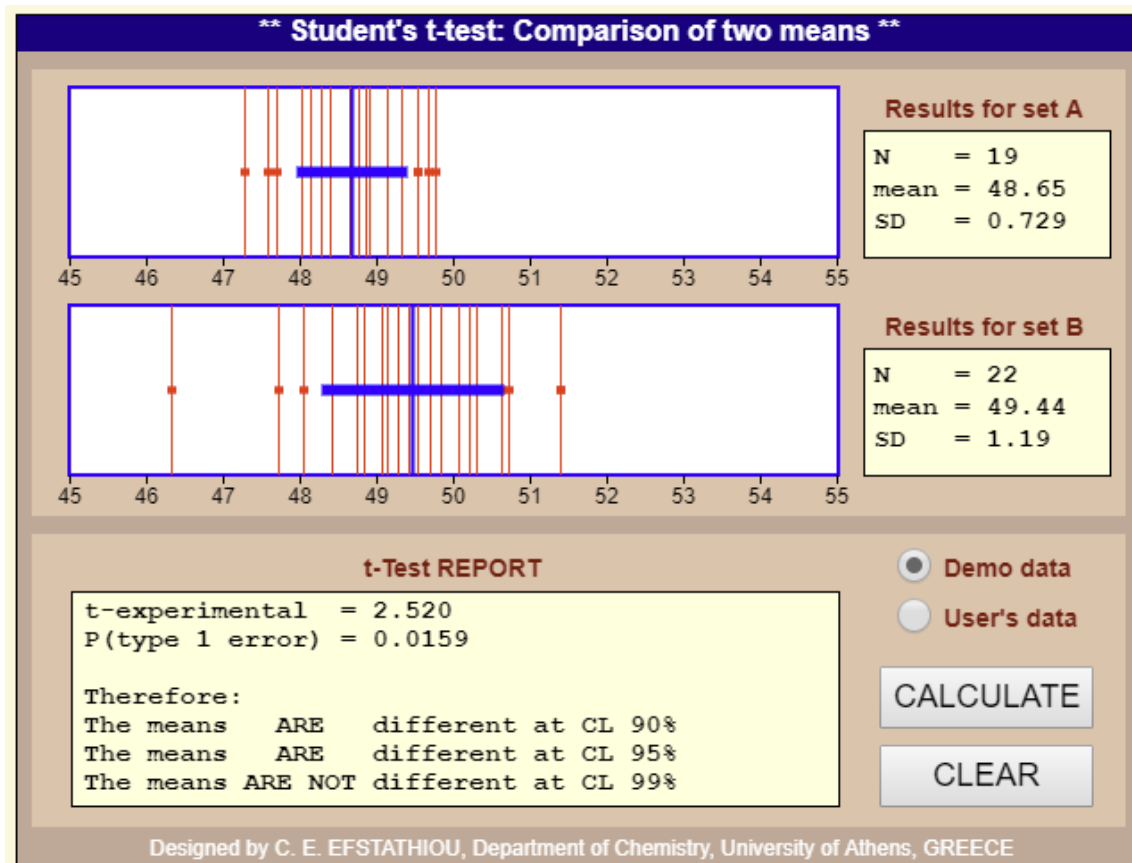 ** Student's t-test: Comparison of two means **
45 46 47 48 49 50 51 52 53 54 55
Results for set A
N = 19
mean = 48.65
SD = 0.729
45 46 47 48 49 50 51 52 53 54 55
Results for set B
N = 22
mean = 49.44
SD = 1.19
t-Test REPORT
t-experimental = 2.520
P(type 1 error) = 0.0159
Therefore:
The means ARE different at CL 90%
The means ARE different at CL 95%
The means ARE NOT different at CL 99%
Demo data
User's data
CALCULATE
CLEAR
Designed by C. E. EFSTATHIOU, Department of Chemistry, University of Athens, GREECE